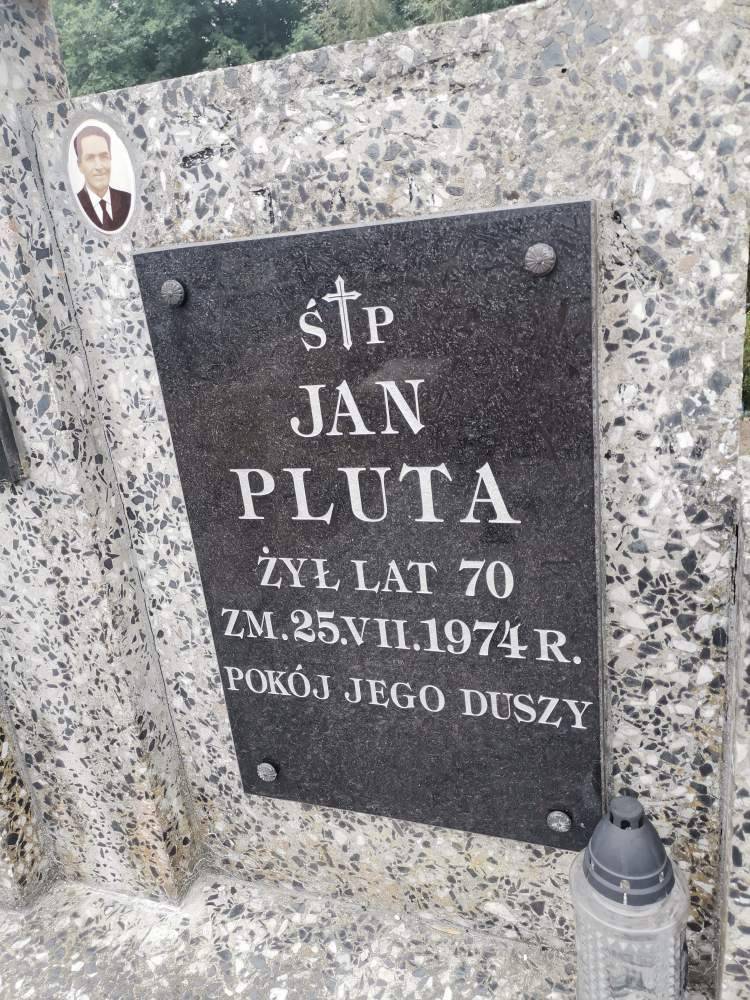 Ś P
JAN
PLUTA
ŻYŁ LAT 70
ZM.25.VII.1974 R.
POKÓJ JEGO DUSZY